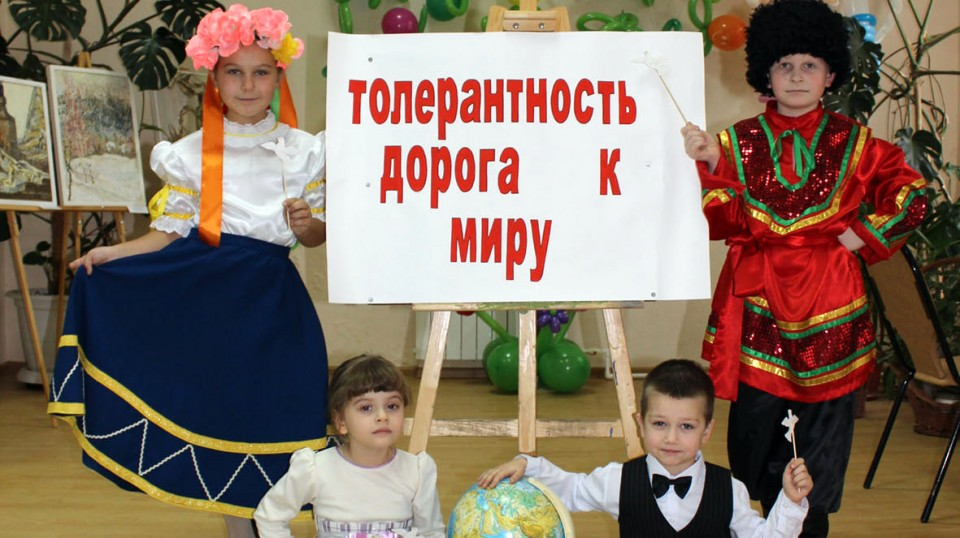 толерантность
дорога к
миру